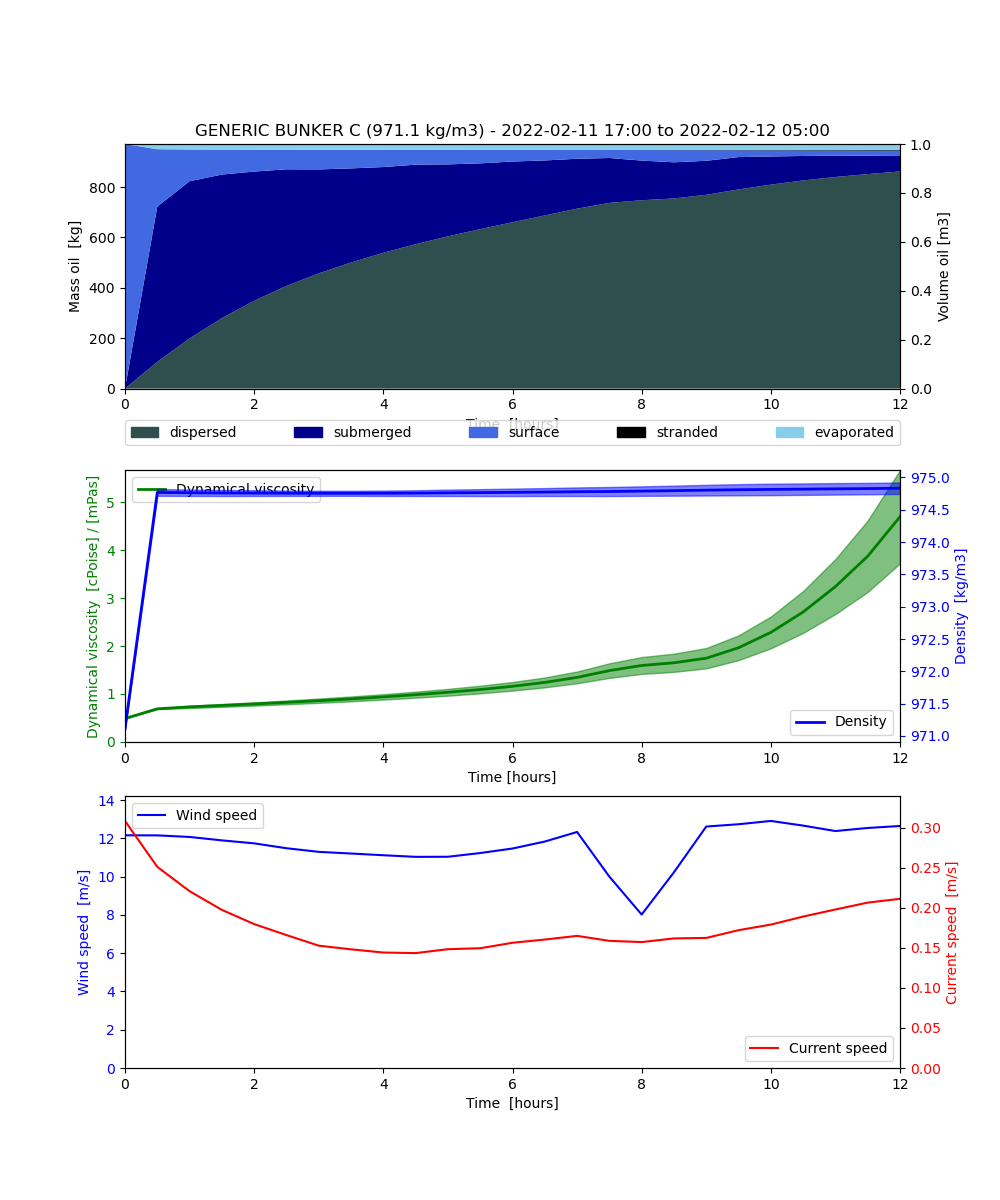 GENERIC BUNKER C (971.1 kg/m3) - 2022-02-11 17:00 to 2022-02-12 05:00
Mass oil [kg]
0
200
400
600
800
Volume oil [m3]
0.0
0.2
0.4
0.6
0.8
1.0
0 2 4 6 8 10 12
Time [hours]
dispersed submerged surface stranded evaporated
Dynamical viscosity
Dynamical viscosity [cPoise] / [mPas]
0
1
2
3
4
5
Density [kg/m3]
971.0
971.5
972.0
972.5
973.0
973.5
974.0
974.5
975.0
Density
0 2 4 6 8 10 12
Time [hours]
Wind speed
Wind speed [m/s]
0
2
4
6
8
10
12
14
Current speed [m/s]
0.00
0.05
0.10
0.15
0.20
0.25
0.30
Current speed
0 2 4 6 8 10 12
Time [hours]